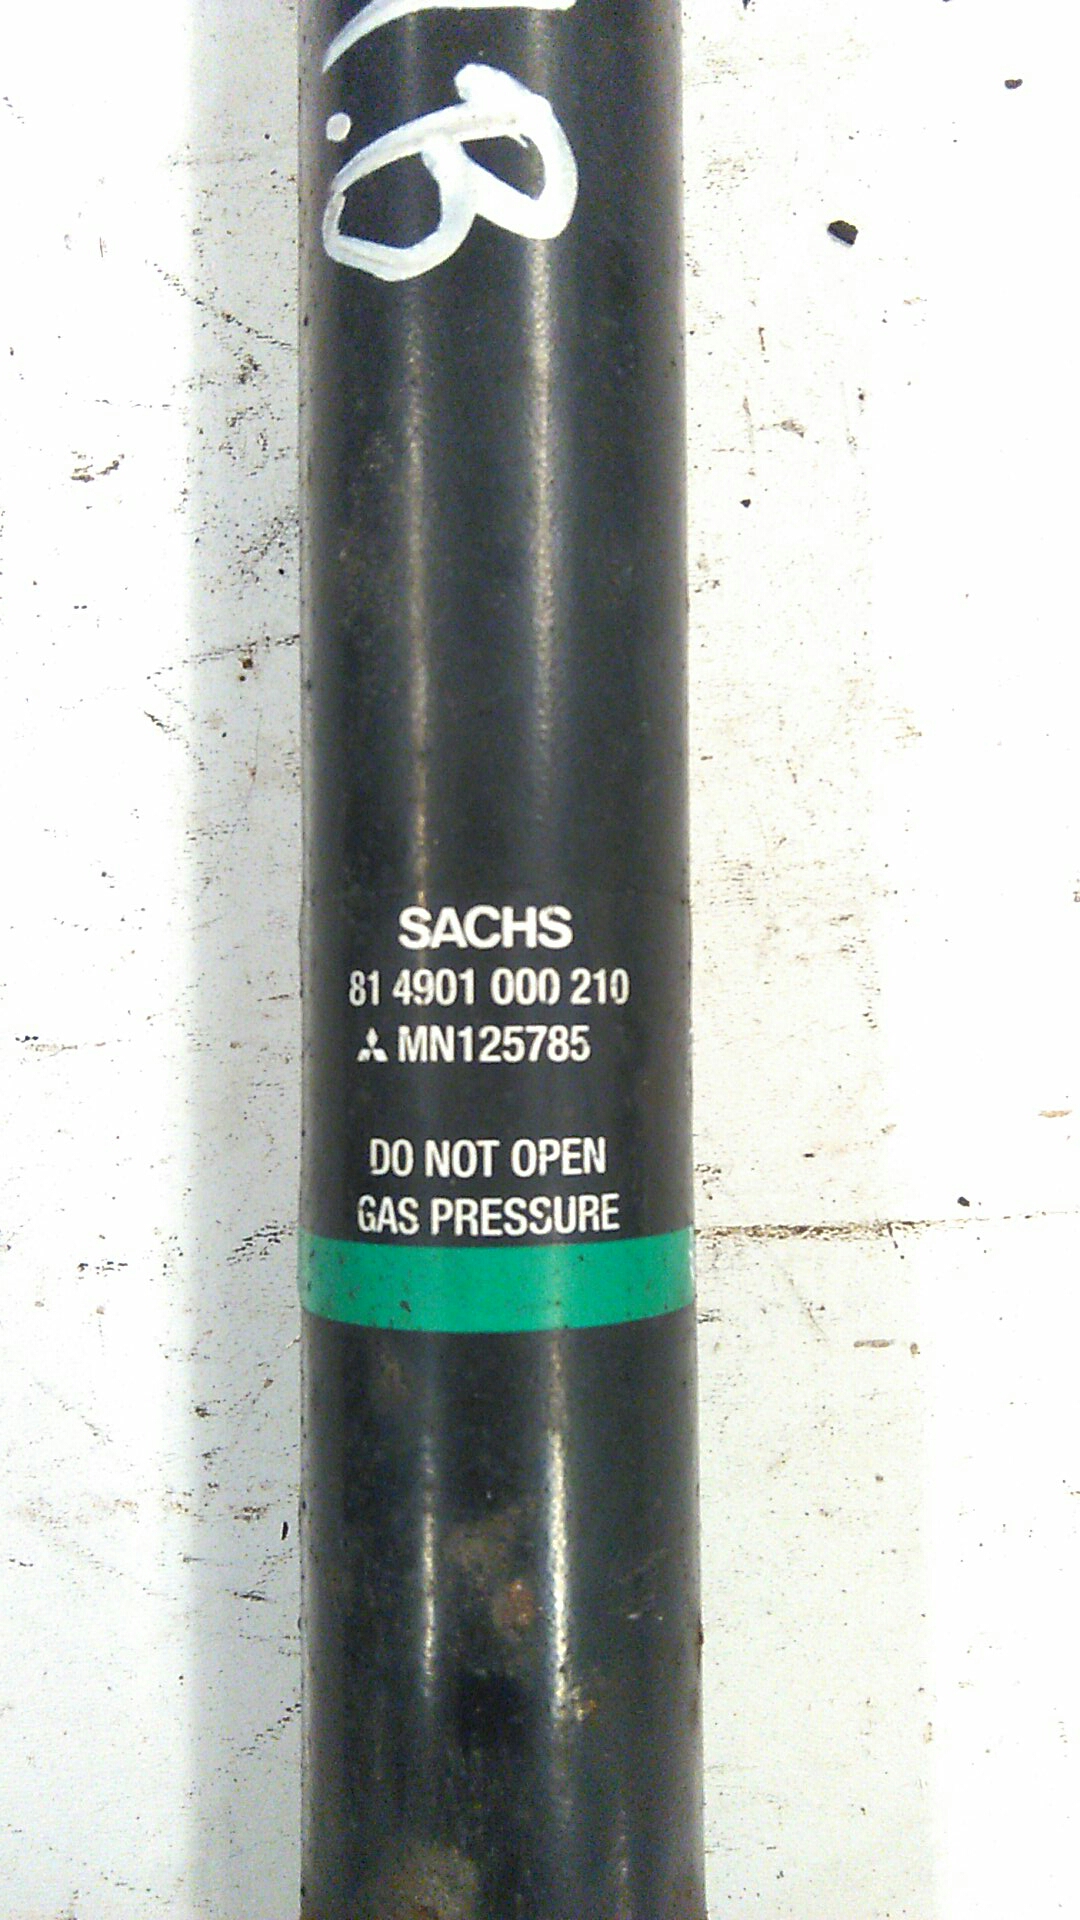 B
SACHS
81 4901 000 210
MN125785
DO NOT OPEN
GAS PRESSURE